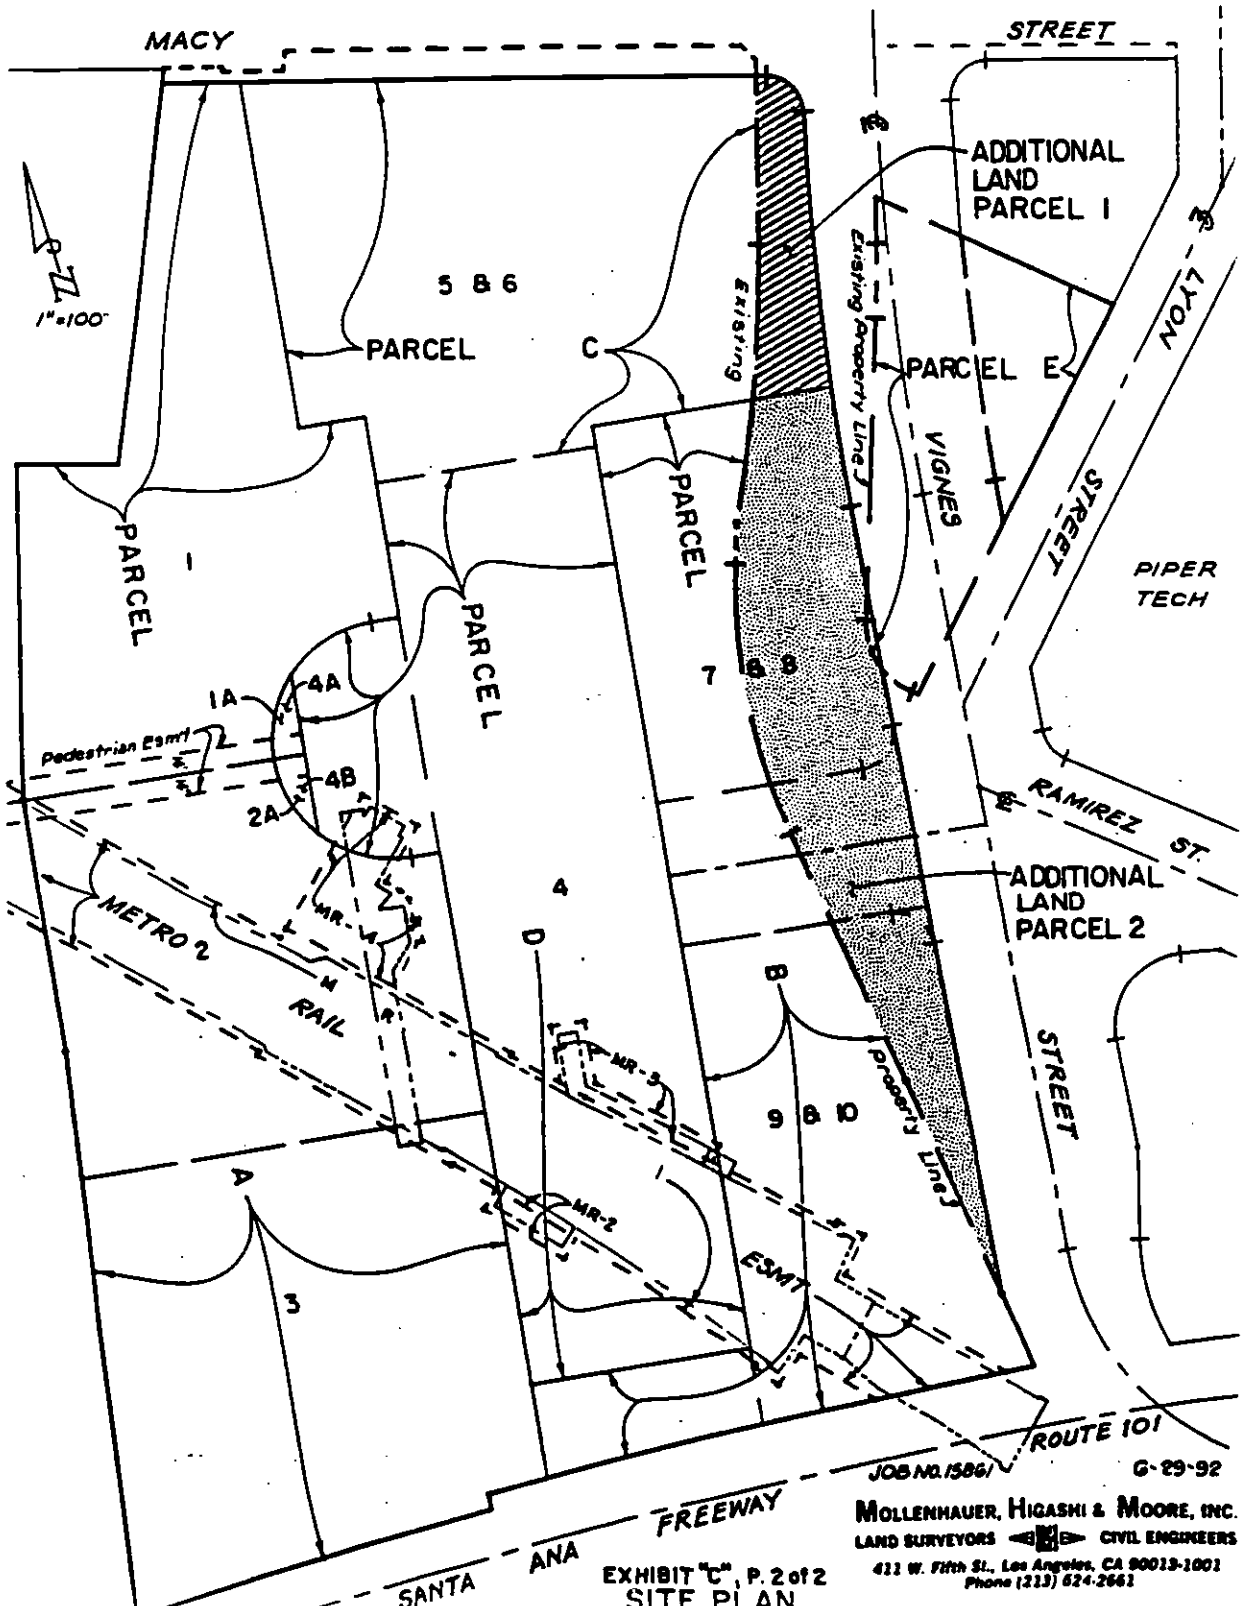 MACY
STREET
ADDITIONAL
LAND
PARCEL 1
1"=100'
5 & 6
PARCEL
C
Existing
Existing Property Line
PARCEL E
LYON
STREET
VIGNES
PARCEL
1
PARCEL
PARCEL
PIPER
TECH
7 & 8
1A
4A
Pedestrian Esmt
4B
2A
RAMIREZ ST.
4
ADDITIONAL
LAND
PARCEL 2
METRO 2
RAIL
MR-4
M
R
D
B
MR-3
9 & 10
Property Line
STREET
A
MR-2
1
ESMT
3
ROUTE 101
JOB NO. 15861
6-29-92
SANTA ANA FREEWAY
MOLLENHAUER, HIGASHI & MOORE, INC.
LAND SURVEYORS CIVIL ENGINEERS
411 W. Fifth St., Los Angeles, CA 90013-1001
Phone (213) 624-2661
EXHIBIT "C", P. 2 of 2
SITE PLAN